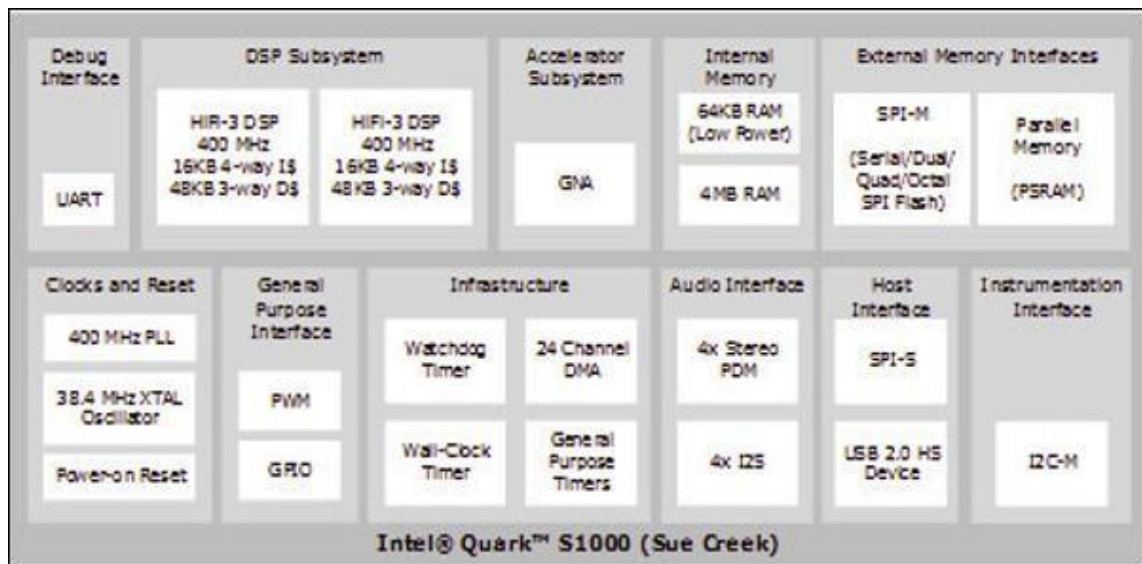 Debug
Interface
UART
DSP Subsystem
HIFI-3 DSP
400 MHz
16KB 4-way I$
48KB 3-way D$
HIFI-3 DSP
400 MHz
16KB 4-way I$
48KB 3-way D$
Accelerator
Subsystem
GNA
Internal
Memory
64KB RAM
(Low Power)
4MB RAM
External Memory Interfaces
SPI-M
(Serial/Dual/
Quad/Octal
SPI Flash)
Parallel
Memory
(PSRAM)
Clocks and Reset
400 MHz PLL
38.4 MHz XTAL
Oscillator
Power-on Reset
General
Purpose
Interface
PWM
GPIO
Infrastructure
Watchdog
Timer
24 Channel
DMA
Wall-Clock
Timer
General
Purpose
Timers
Audio Interface
4x Stereo
PDM
4x I2S
Host
Interface
SPI-S
USB 2.0 HS
Device
Instrumentation
Interface
I2C-M
Intel® Quark™ S1000 (Sue Creek)